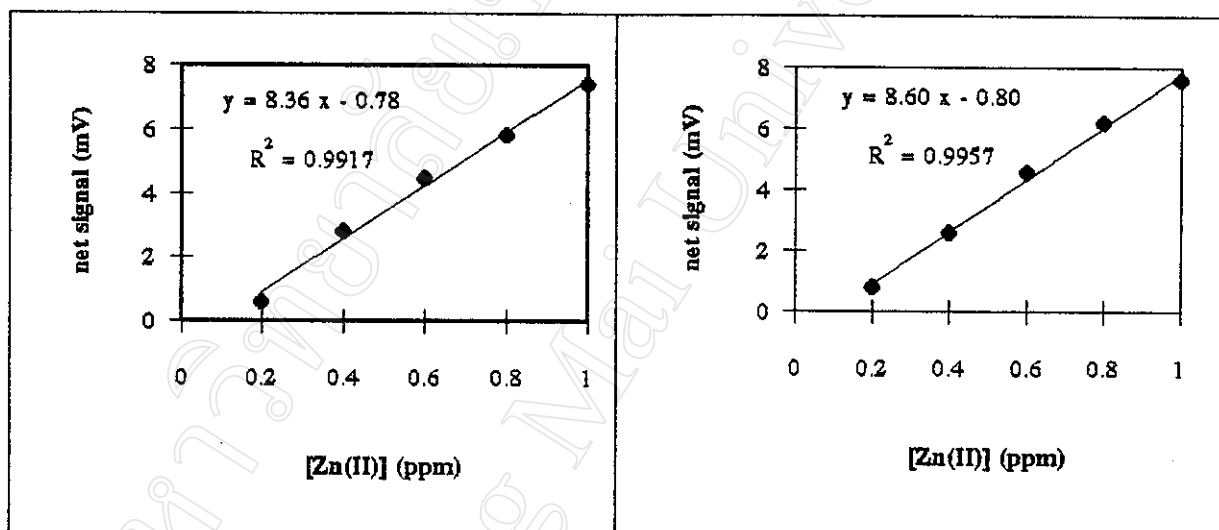 8
6
4
2
0
net signal (mV)
y = 8.36 x - 0.78
R² = 0.9917
0 0.2 0.4 0.6 0.8 1
[Zn(II)] (ppm)
8
6
4
2
0
net signal (mV)
y = 8.60 x - 0.80
R² = 0.9957
0 0.2 0.4 0.6 0.8 1
[Zn(II)] (ppm)
Mai Unive